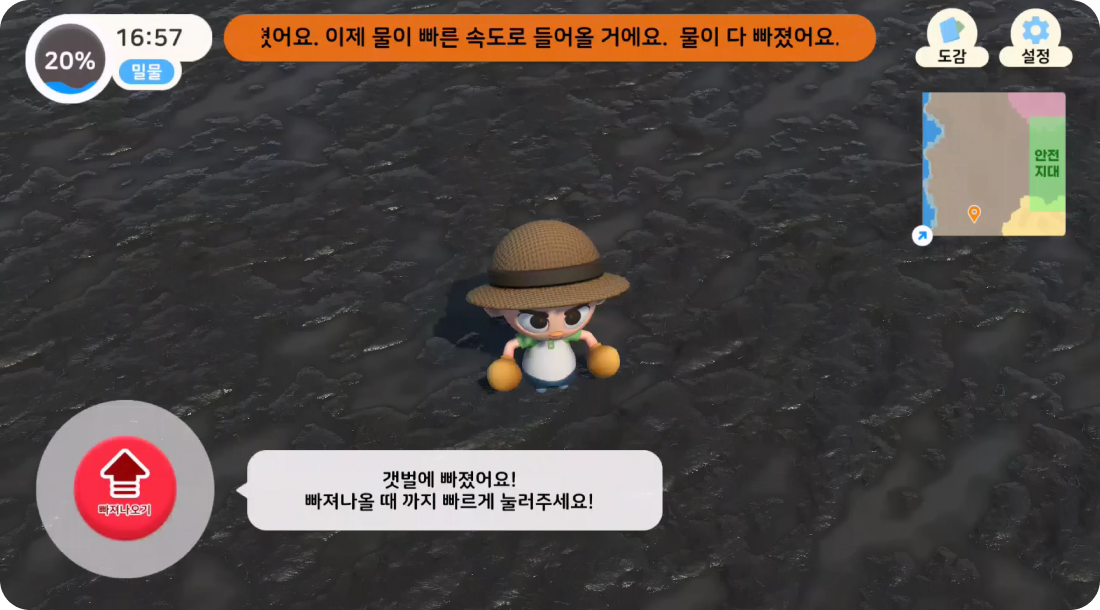 20%
16:57
밀물
졌어요. 이제 물이 빠른 속도로 들어올 거에요. 물이 다 빠졌어요.
도감
설정
안전
지대
갯벌에 빠졌어요!
빠져나올 때 까지 빠르게 눌러주세요!
빠져나오기